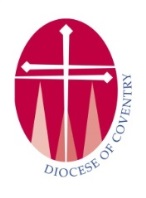 DIOCESE OF COVENTRY